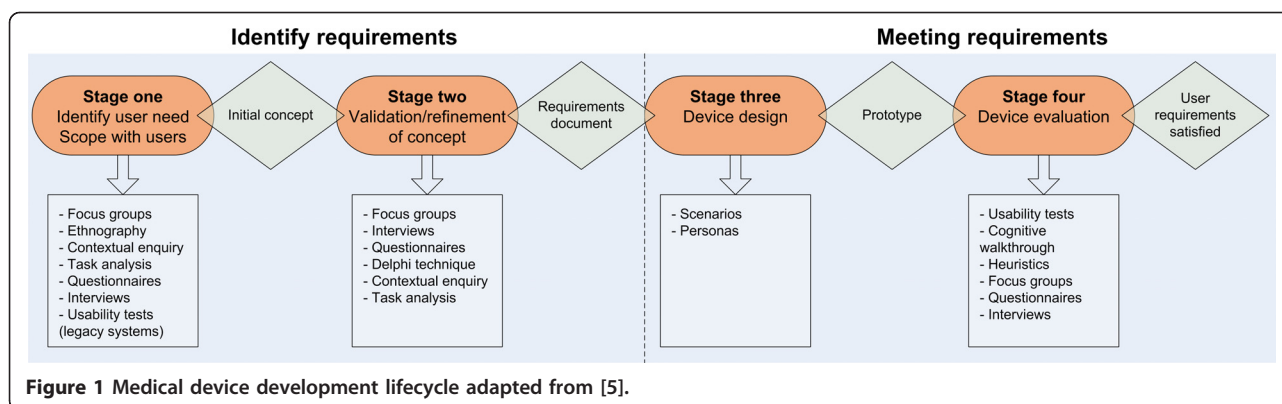 Identify requirements
Meeting requirements
Stage one
Identify user need
Scope with users
Initial concept
Stage two
Validation/refinement
of concept
Requirements
document
Stage three
Device design
Prototype
Stage four
Device evaluation
User
requirements
satisfied
- Focus groups
- Ethnography
- Contextual enquiry
- Task analysis
- Questionnaires
- Interviews
- Usability tests
(legacy systems)
- Focus groups
- Interviews
- Questionnaires
- Delphi technique
- Contextual enquiry
- Task analysis
- Scenarios
- Personas
- Usability tests
- Cognitive
walkthrough
- Heuristics
- Focus groups
- Questionnaires
- Interviews
Figure 1 Medical device development lifecycle adapted from [5].